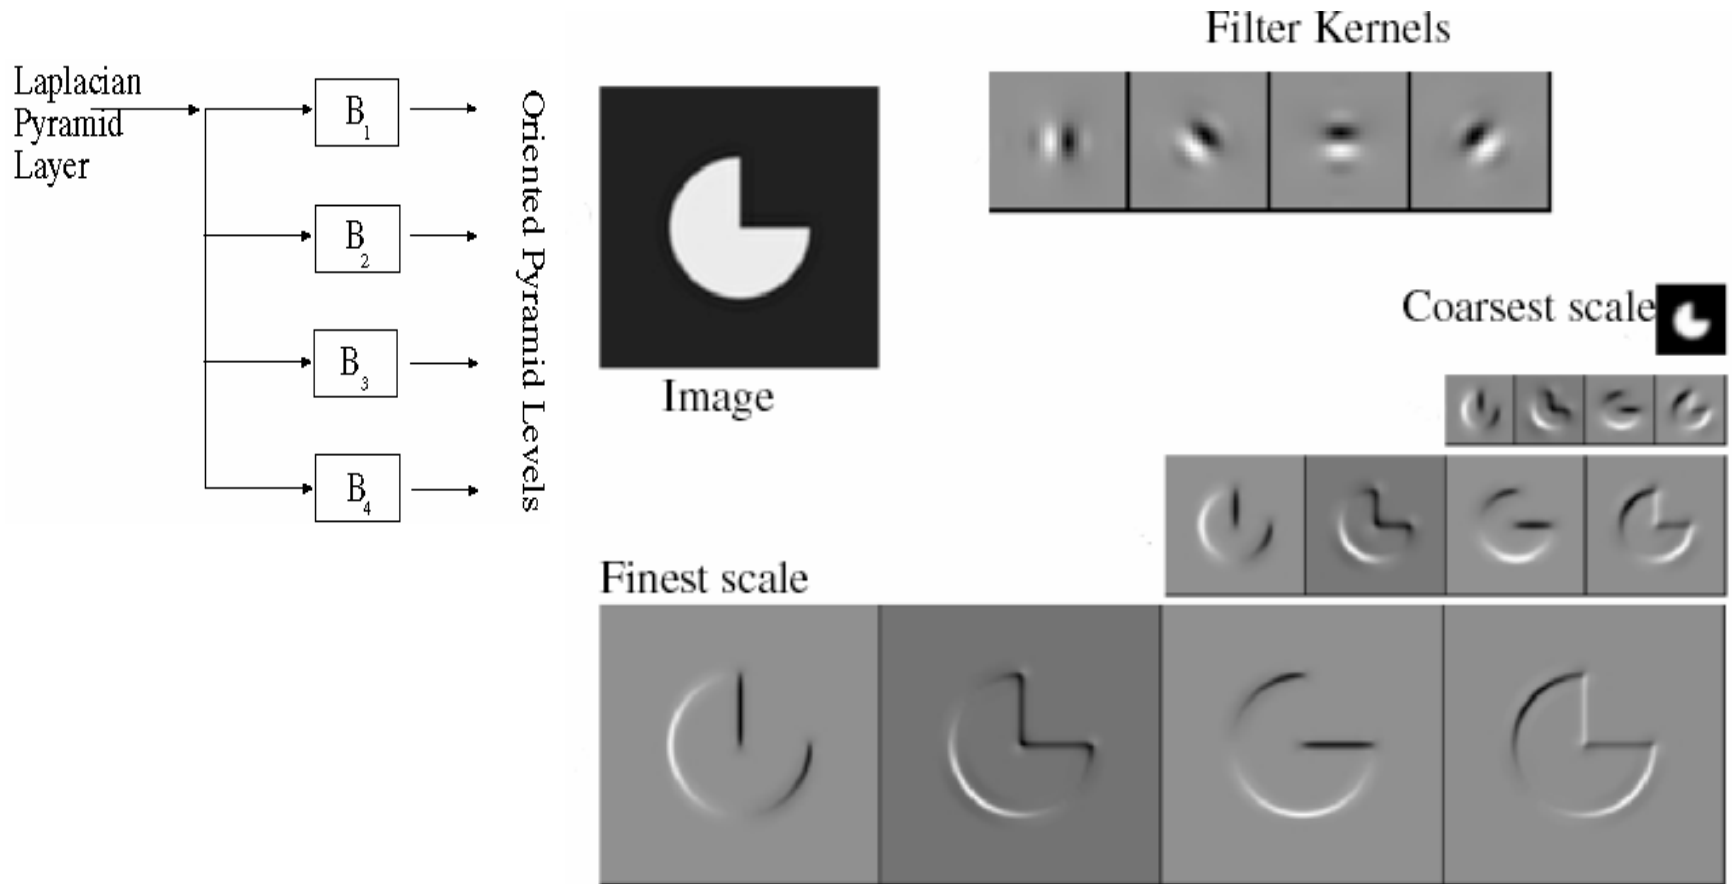 Laplacian
Pyramid
Layer
B1
B2
B3
B4
Oriented Pyramid Levels
Image
Filter Kernels
Coarsest scale
Finest scale